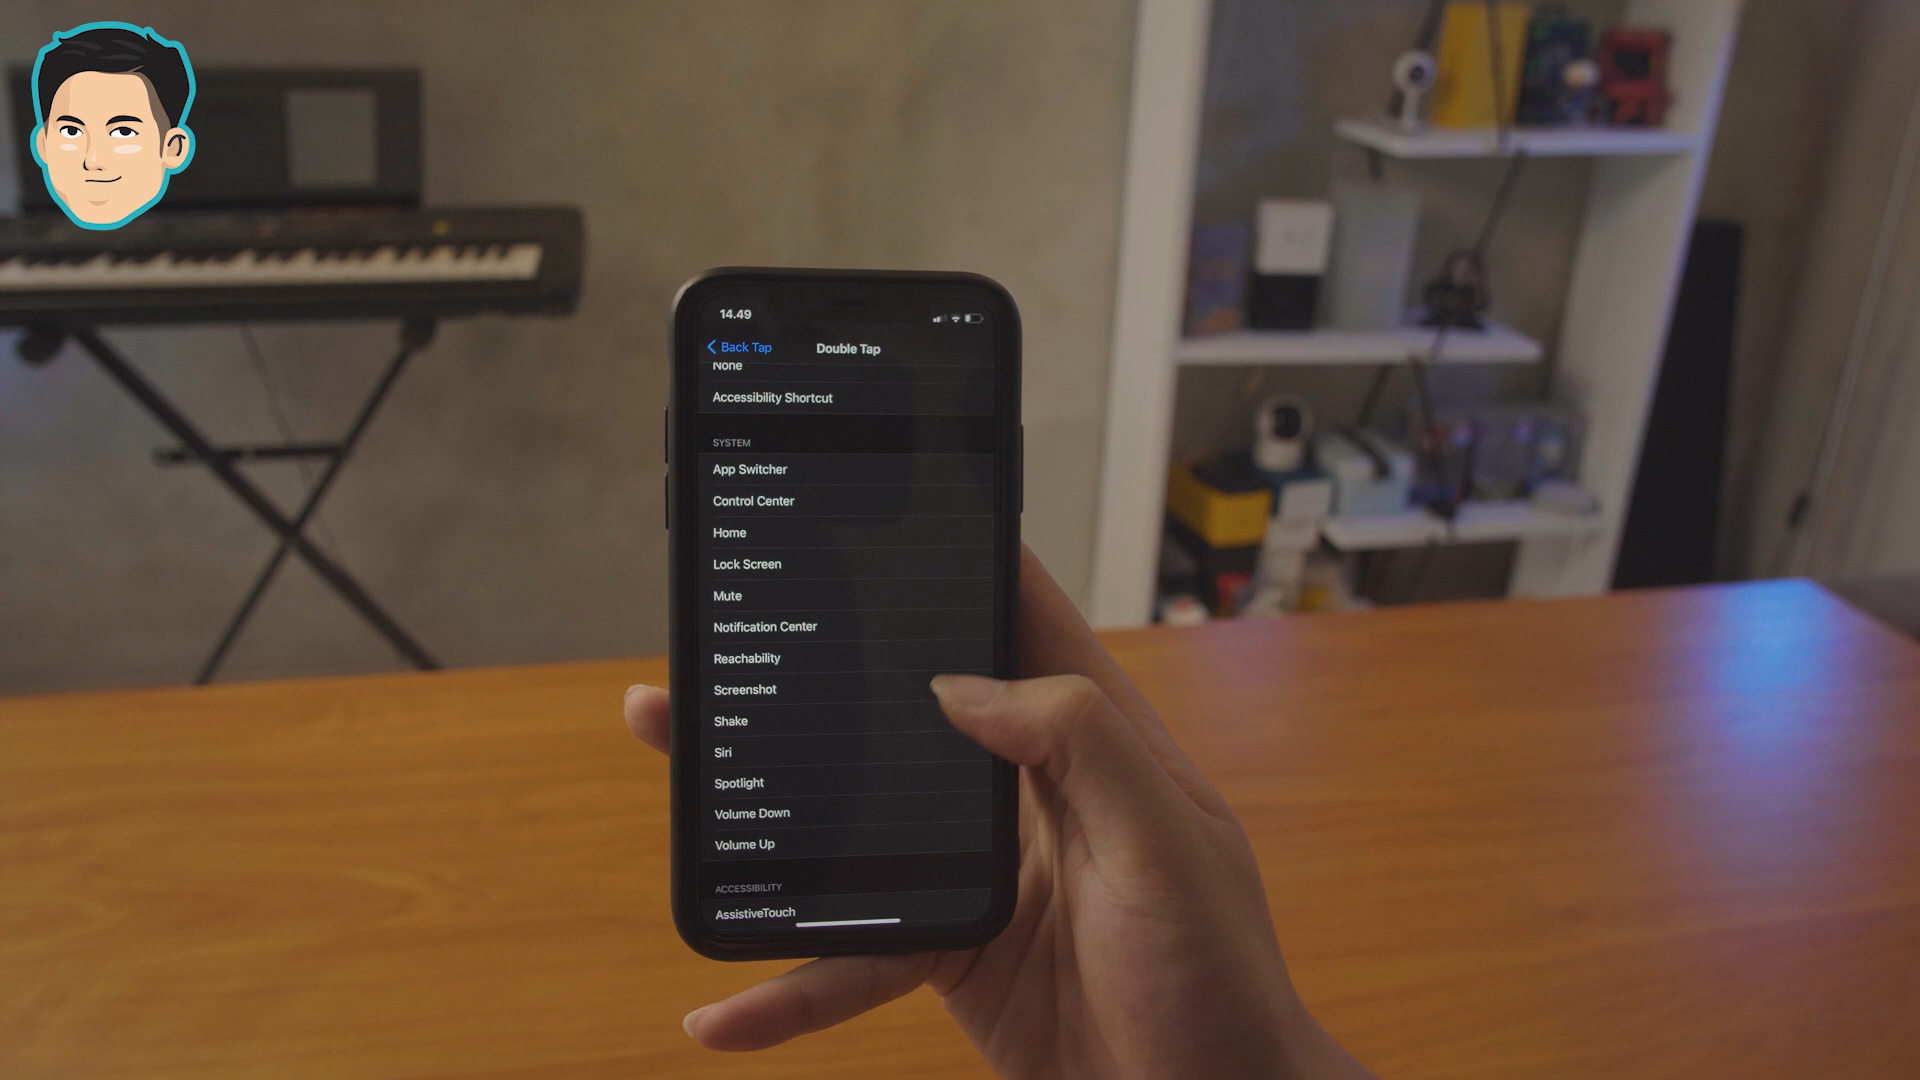 14.49
Back Tap
Double Tap
None
Accessibility Shortcut
SYSTEM
App Switcher
Control Center
Home
Lock Screen
Mute
Notification Center
Reachability
Screenshot
Shake
Siri
Spotlight
Volume Down
Volume Up
ACCESSIBILITY
AssistiveTouch